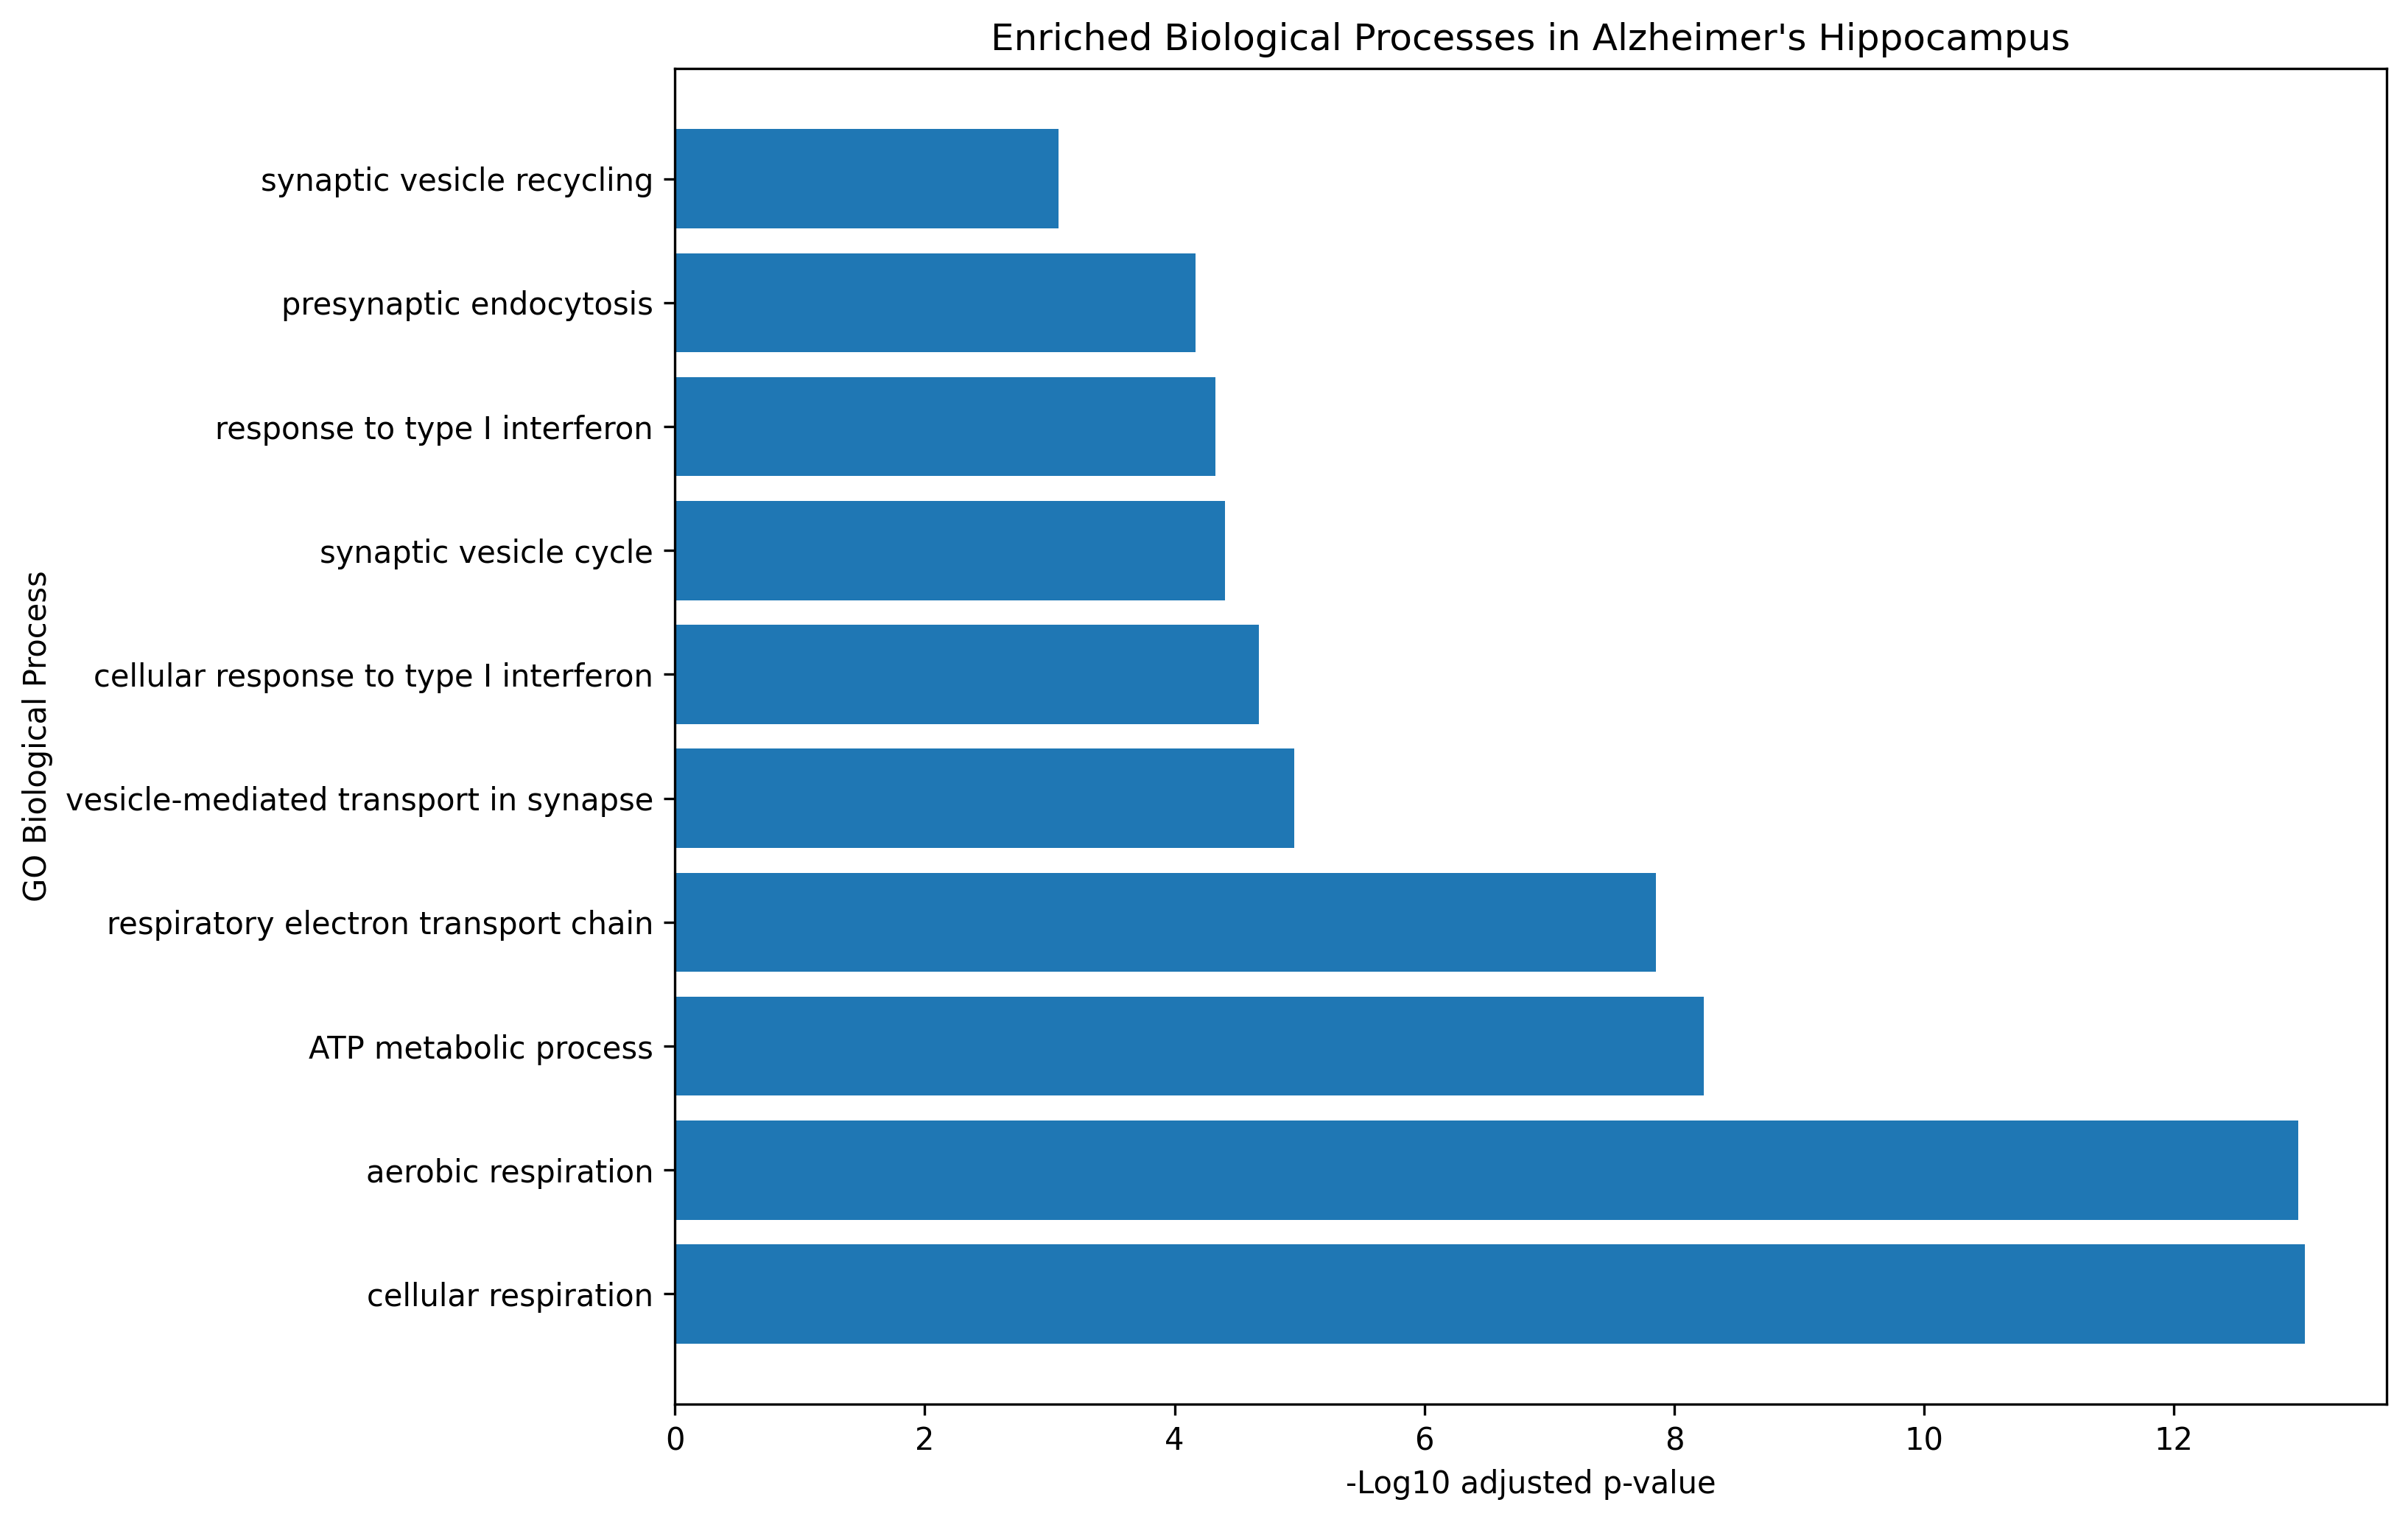 Enriched Biological Processes in Alzheimer's Hippocampus
GO Biological Process
synaptic vesicle recycling
presynaptic endocytosis
response to type I interferon
synaptic vesicle cycle
cellular response to type I interferon
vesicle-mediated transport in synapse
respiratory electron transport chain
ATP metabolic process
aerobic respiration
cellular respiration
0 2 4 6 8 10 12
-Log10 adjusted p-value